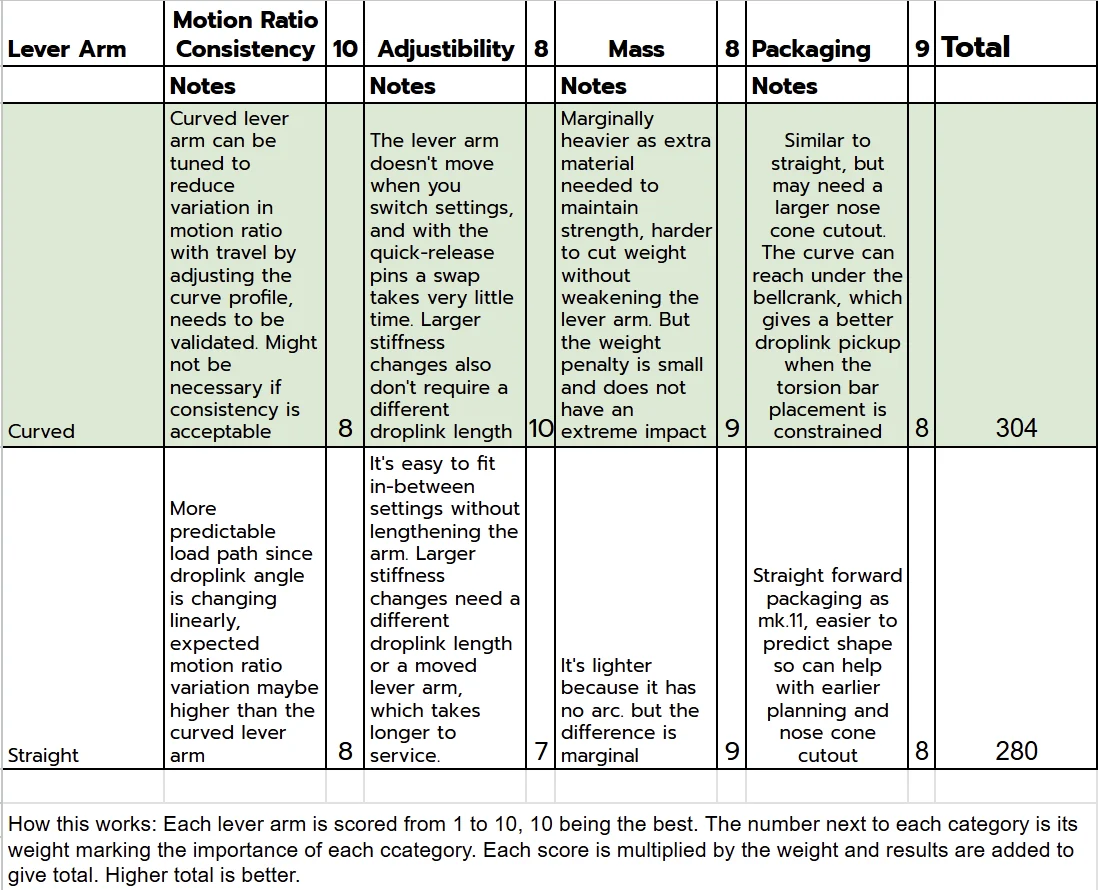 Lever Arm
Motion Ratio
Consistency
10
Adjustibility
8
Mass
8
Packaging
9
Total
Notes
Notes
Notes
Notes
Curved
Curved lever
arm can be
tuned to
reduce
variation in
motion ratio
with travel by
adjusting the
curve profile,
needs to be
validated. Might
not be
necessary if
consistency is
acceptable
8
The lever arm
doesn't move
when you
switch settings,
and with the
quick-release
pins a swap
takes very little
time. Larger
stiffness
changes also
don't require a
different
droplink length
10
Marginally
heavier as extra
material
needed to
maintain
strength, harder
to cut weight
without
weakening the
lever arm. But
the weight
penalty is small
and does not
have an
extreme impact
9
Similar to
straight, but
may need a
larger nose
cone cutout.
The curve can
reach under the
bellcrank, which
gives a better
droplink pickup
when the
torsion bar
placement is
constrained
8
304
Straight
More
predictable
load path since
droplink angle
is changing
linearly,
expected
motion ratio
variation maybe
higher than the
curved lever
arm
8
It's easy to fit
in-between
settings without
lengthening the
arm. Larger
stiffness
changes need a
different
droplink length
or a moved
lever arm,
which takes
longer to
service.
7
It's lighter
because it has
no arc. but the
difference is
marginal
9
Straight forward
packaging as
mk.11, easier to
predict shape
so can help
with earlier
planning and
nose cone
cutout
8
280
How this works: Each lever arm is scored from 1 to 10, 10 being the best. The number next to each category is its
weight marking the importance of each ccategory. Each score is multiplied by the weight and results are added to
give total. Higher total is better.